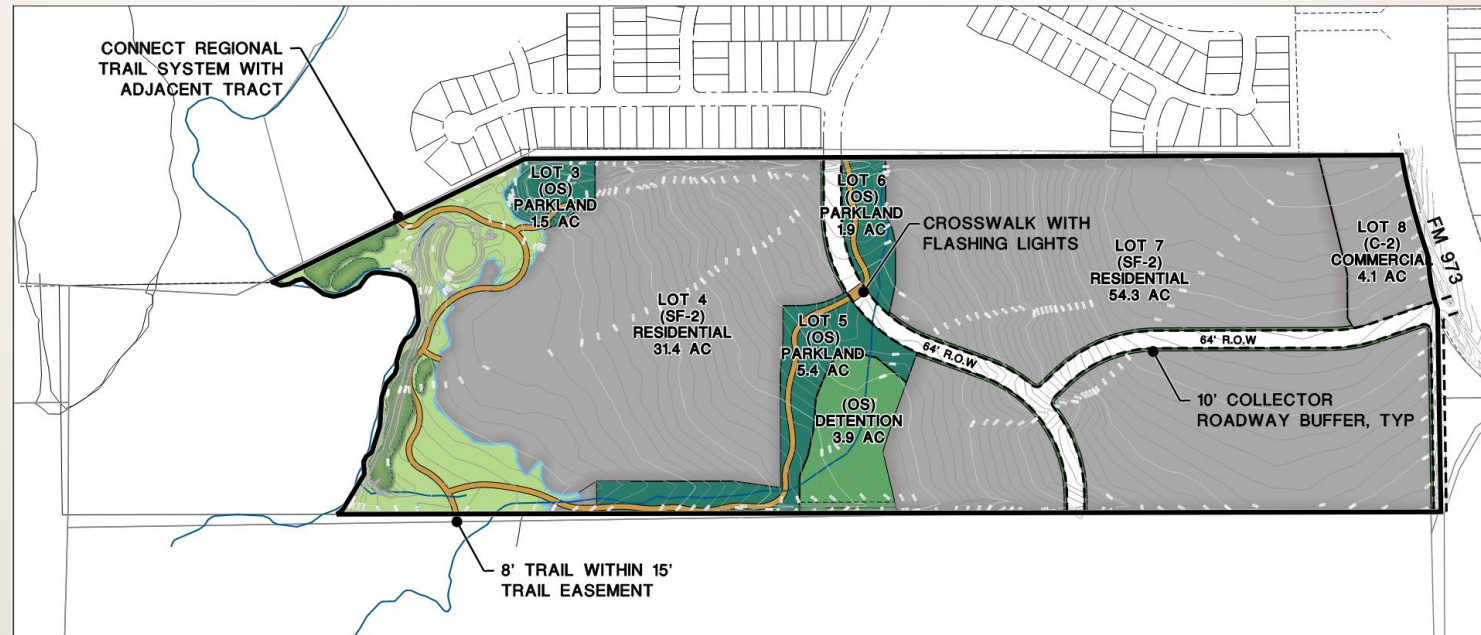 CONNECT REGIONAL
TRAIL SYSTEM WITH
ADJACENT TRACT
LOT 3
(OS)
PARKLAND
1.5 AC
LOT 6
(OS)
PARKLAND
1.9 AC
CROSSWALK WITH
FLASHING LIGHTS
LOT 7
(SF-2)
RESIDENTIAL
54.3 AC
LOT 8
(C-2)
COMMERCIAL
4.1 AC
FM 973
LOT 4
(SF-2)
RESIDENTIAL
31.4 AC
LOT 5
(OS)
PARKLAND
5.4 AC
64' R.O.W
64' R.O.W
(OS)
DETENTION
3.9 AC
10' COLLECTOR
ROADWAY BUFFER, TYP
8' TRAIL WITHIN 15'
TRAIL EASEMENT